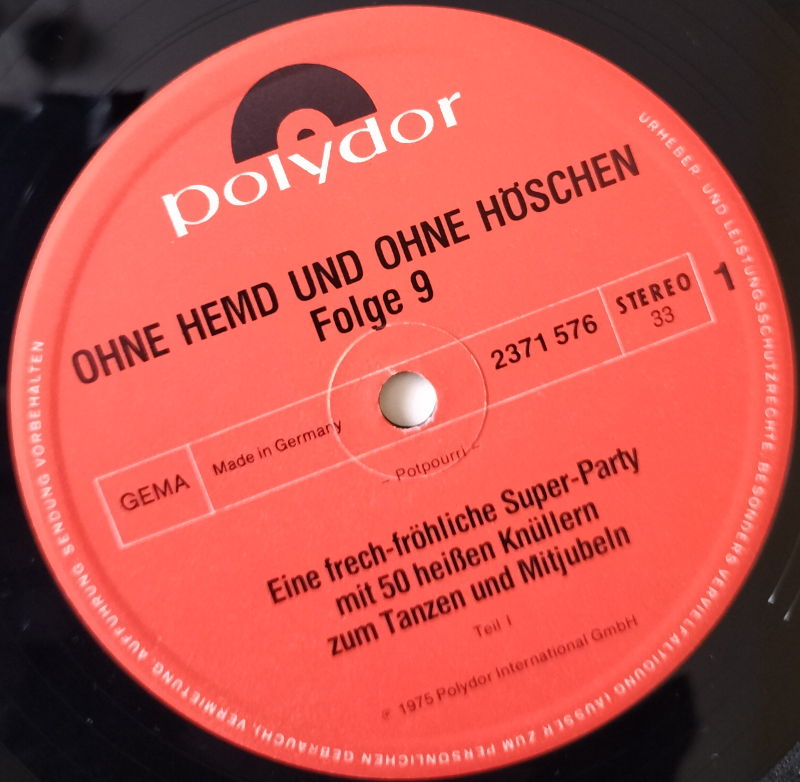 polydor
OHNE HEMD UND OHNE HÖSCHEN
Folge 9
2371 576
STEREO
33
1
GEMA
Made in Germany
– Potpourri –
Eine frech-fröhliche Super-Party
mit 50 heißen Knüllern
zum Tanzen und Mitjubeln
Teil I
℗ 1975 Polydor International GmbH
URHEBER- UND LEISTUNGSSCHUTZRECHTE, BESONDERS VERVIELFÄLTIGUNG (AUSSER ZUM PERSÖNLICHEN GEBRAUCH), VERMIETUNG, AUFFÜHRUNG, SENDUNG VORBEHALTEN